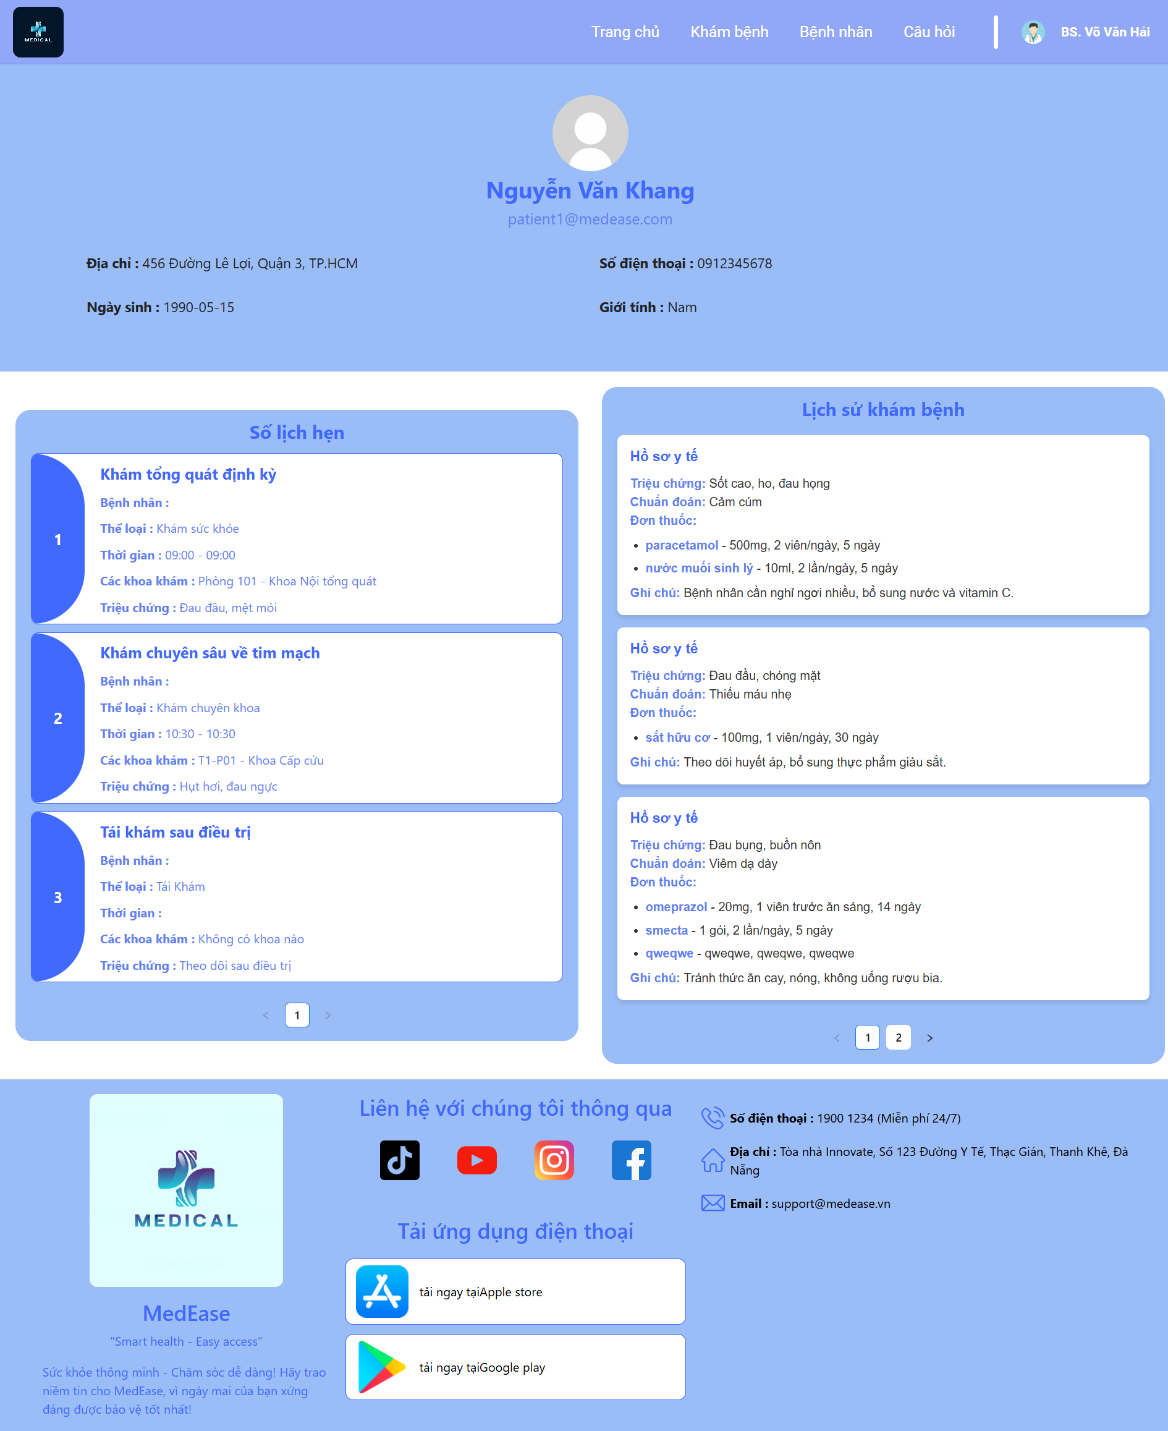 MEDICAL
Trang chủ
Khám bệnh
Bệnh nhân
Câu hỏi
BS. Võ Văn Hải
Nguyễn Văn Khang
patient1@medease.com
Địa chỉ : 456 Đường Lê Lợi, Quận 3, TP.HCM
Số điện thoại : 0912345678
Ngày sinh : 1990-05-15
Giới tính : Nam
Số lịch hẹn
1
Khám tổng quát định kỳ
Bệnh nhân :
Thể loại : Khám sức khỏe
Thời gian : 09:00 - 09:00
Các khoa khám : Phòng 101 - Khoa Nội tổng quát
Triệu chứng : Đau đầu, mệt mỏi
2
Khám chuyên sâu về tim mạch
Bệnh nhân :
Thể loại : Khám chuyên khoa
Thời gian : 10:30 - 10:30
Các khoa khám : T1-P01 - Khoa Cấp cứu
Triệu chứng : Hụt hơi, đau ngực
3
Tái khám sau điều trị
Bệnh nhân :
Thể loại : Tái Khám
Thời gian :
Các khoa khám : Không có khoa nào
Triệu chứng : Theo dõi sau điều trị
< 1 >
Lịch sử khám bệnh
Hồ sơ y tế
Triệu chứng: Sốt cao, ho, đau họng
Chuẩn đoán: Cảm cúm
Đơn thuốc:
• paracetamol - 500mg, 2 viên/ngày, 5 ngày
• nước muối sinh lý - 10ml, 2 lần/ngày, 5 ngày
Ghi chú: Bệnh nhân cần nghỉ ngơi nhiều, bổ sung nước và vitamin C.
Hồ sơ y tế
Triệu chứng: Đau đầu, chóng mặt
Chuẩn đoán: Thiếu máu nhẹ
Đơn thuốc:
• sắt hữu cơ - 100mg, 1 viên/ngày, 30 ngày
Ghi chú: Theo dõi huyết áp, bổ sung thực phẩm giàu sắt.
Hồ sơ y tế
Triệu chứng: Đau bụng, buồn nôn
Chuẩn đoán: Viêm dạ dày
Đơn thuốc:
• omeprazol - 20mg, 1 viên trước ăn sáng, 14 ngày
• smecta - 1 gói, 2 lần/ngày, 5 ngày
• qweqwe - qweqwe, qweqwe, qweqwe
Ghi chú: Tránh thức ăn cay, nóng, không uống rượu bia.
< 1 2 >
MEDICAL
MedEase
"Smart health - Easy access"
Sức khỏe thông minh - Chăm sóc dễ dàng! Hãy trao
niềm tin cho MedEase, vì ngày mai của bạn xứng
đáng được bảo vệ tốt nhất!
Liên hệ với chúng tôi thông qua
Tải ứng dụng điện thoại
tải ngay tạiApple store
tải ngay tạiGoogle play
Số điện thoại : 1900 1234 (Miễn phí 24/7)
Địa chỉ : Tòa nhà Innovate, Số 123 Đường Y Tế, Thạc Gián, Thanh Khê, Đà
Nẵng
Email : support@medease.vn